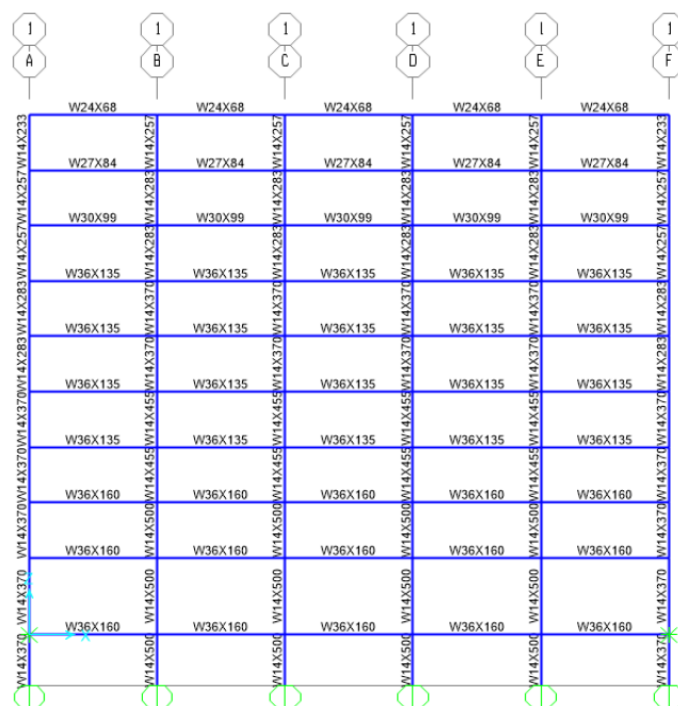 1 1 1 1 1 1
A B C D E F
W24X68 W24X68 W24X68 W24X68 W24X68
W14X233 W14X257 W14X257 W14X257 W14X257 W14X233
W27X84 W27X84 W27X84 W27X84 W27X84
W14X257 W14X283 W14X283 W14X283 W14X283 W14X257
W30X99 W30X99 W30X99 W30X99 W30X99
W14X257 W14X283 W14X283 W14X283 W14X283 W14X257
W36X135 W36X135 W36X135 W36X135 W36X135
W14X283 W14X370 W14X370 W14X370 W14X370 W14X283
W36X135 W36X135 W36X135 W36X135 W36X135
W14X283 W14X370 W14X370 W14X370 W14X370 W14X283
W36X135 W36X135 W36X135 W36X135 W36X135
W14X370 W14X455 W14X455 W14X455 W14X455 W14X370
W36X135 W36X135 W36X135 W36X135 W36X135
W14X370 W14X455 W14X455 W14X455 W14X455 W14X370
W36X160 W36X160 W36X160 W36X160 W36X160
W14X370 W14X500 W14X500 W14X500 W14X500 W14X370
W36X160 W36X160 W36X160 W36X160 W36X160
W14X370 W14X500 W14X500 W14X500 W14X500 W14X370
W36X160 W36X160 W36X160 W36X160 W36X160
X
W14X370 W14X500 W14X500 W14X500 W14X500 W14X370